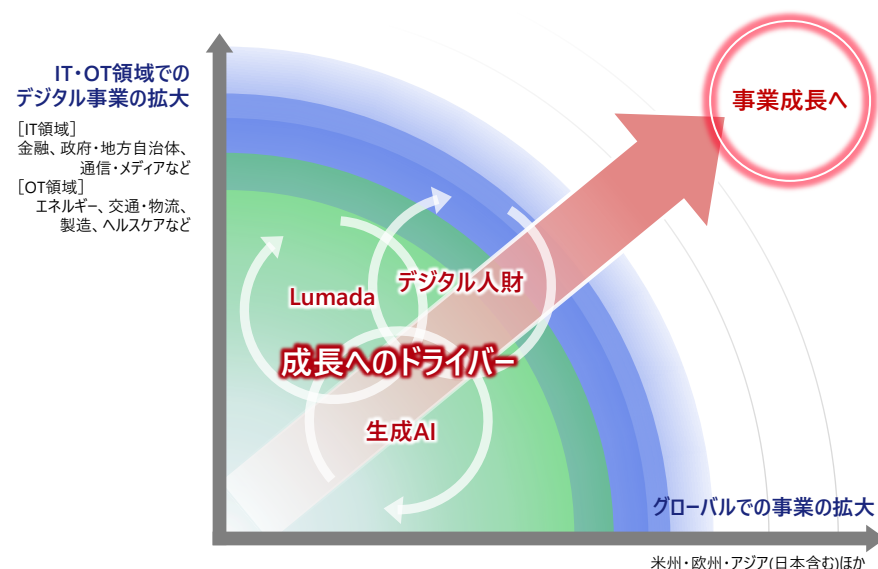 IT・OT領域での
デジタル事業の拡大
［IT領域］
金融、政府・地方自治体、
通信・メディアなど
［OT領域］
エネルギー、交通・物流、
製造、ヘルスケアなど
事業成長へ
デジタル人財
Lumada
成長へのドライバー
生成AI
グローバルでの事業の拡大
米州・欧州・アジア(日本含む)ほか